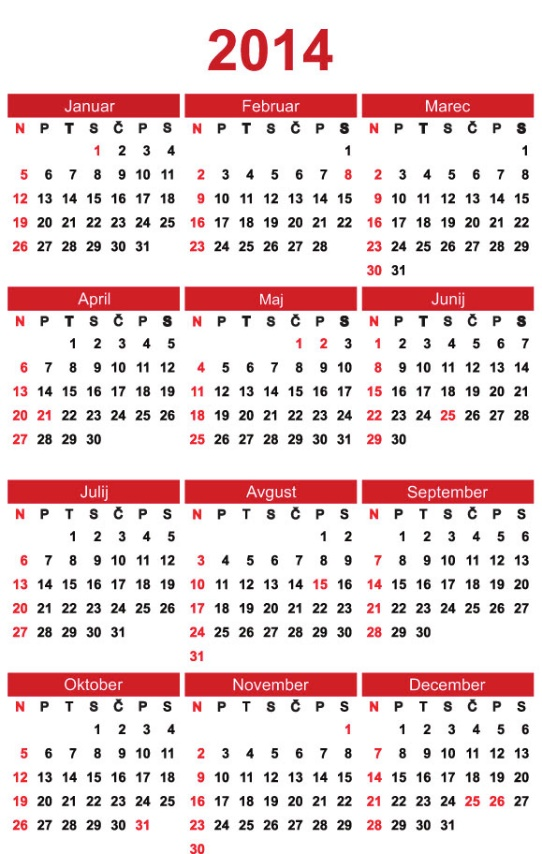 2014
Januar
N P T S Č P S
1 2 3 4
5 6 7 8 9 10 11
12 13 14 15 16 17 18
19 20 21 22 23 24 25
26 27 28 29 30 31
Februar
N P T S Č P S
1
2 3 4 5 6 7 8
9 10 11 12 13 14 15
16 17 18 19 20 21 22
23 24 25 26 27 28
Marec
N P T S Č P S
1
2 3 4 5 6 7 8
9 10 11 12 13 14 15
16 17 18 19 20 21 22
23 24 25 26 27 28 29
30 31
April
N P T S Č P S
1 2 3 4 5
6 7 8 9 10 11 12
13 14 15 16 17 18 19
20 21 22 23 24 25 26
27 28 29 30
Maj
N P T S Č P S
1 2 3
4 5 6 7 8 9 10
11 12 13 14 15 16 17
18 19 20 21 22 23 24
25 26 27 28 29 30 31
Junij
N P T S Č P S
1 2 3 4 5 6 7
8 9 10 11 12 13 14
15 16 17 18 19 20 21
22 23 24 25 26 27 28
29 30
Julij
N P T S Č P S
1 2 3 4 5
6 7 8 9 10 11 12
13 14 15 16 17 18 19
20 21 22 23 24 25 26
27 28 29 30 31
Avgust
N P T S Č P S
1 2
3 4 5 6 7 8 9
10 11 12 13 14 15 16
17 18 19 20 21 22 23
24 25 26 27 28 29 30
31
September
N P T S Č P S
1 2 3 4 5 6
7 8 9 10 11 12 13
14 15 16 17 18 19 20
21 22 23 24 25 26 27
28 29 30
Oktober
N P T S Č P S
1 2 3 4
5 6 7 8 9 10 11
12 13 14 15 16 17 18
19 20 21 22 23 24 25
26 27 28 29 30 31
November
N P T S Č P S
1
2 3 4 5 6 7 8
9 10 11 12 13 14 15
16 17 18 19 20 21 22
23 24 25 26 27 28 29
30
December
N P T S Č P S
1 2 3 4 5 6
7 8 9 10 11 12 13
14 15 16 17 18 19 20
21 22 23 24 25 26 27
28 29 30 31